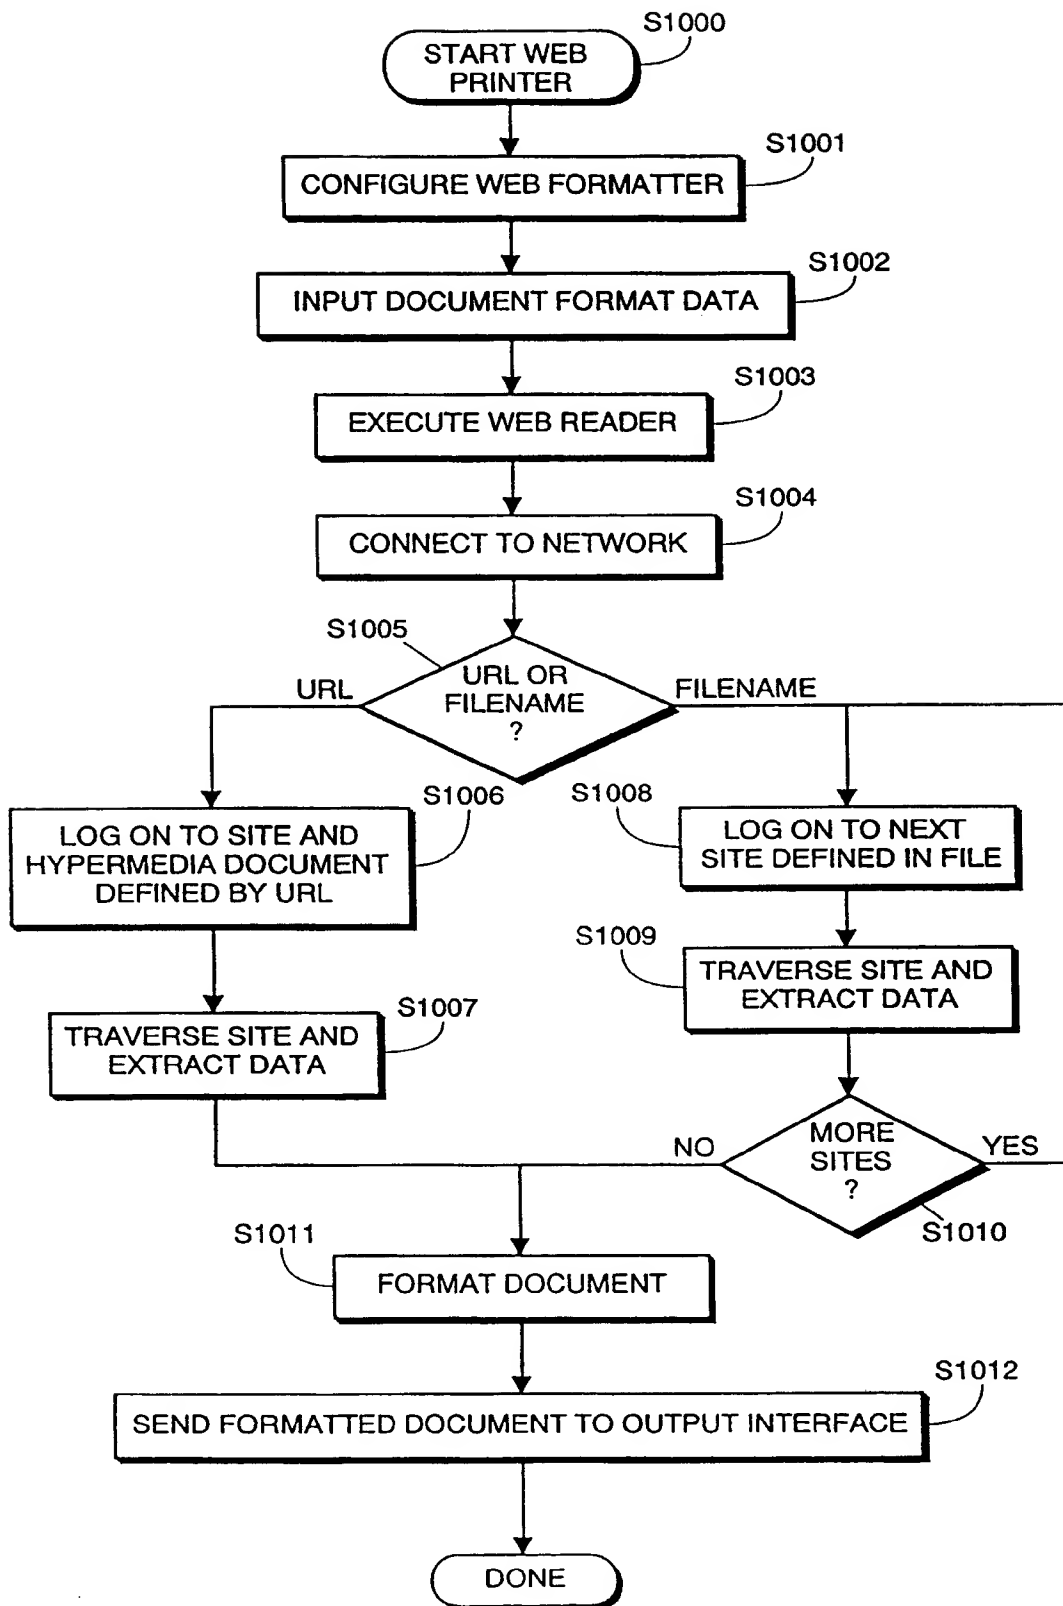 S1000
START WEB
PRINTER
S1001
CONFIGURE WEB FORMATTER
S1002
INPUT DOCUMENT FORMAT DATA
S1003
EXECUTE WEB READER
S1004
CONNECT TO NETWORK
S1005
URL OR
FILENAME
?
URL
FILENAME
S1006
LOG ON TO SITE AND
HYPERMEDIA DOCUMENT
DEFINED BY URL
S1007
TRAVERSE SITE AND
EXTRACT DATA
S1008
LOG ON TO NEXT
SITE DEFINED IN FILE
S1009
TRAVERSE SITE AND
EXTRACT DATA
NO
MORE
SITES
?
YES
S1010
S1011
FORMAT DOCUMENT
S1012
SEND FORMATTED DOCUMENT TO OUTPUT INTERFACE
DONE